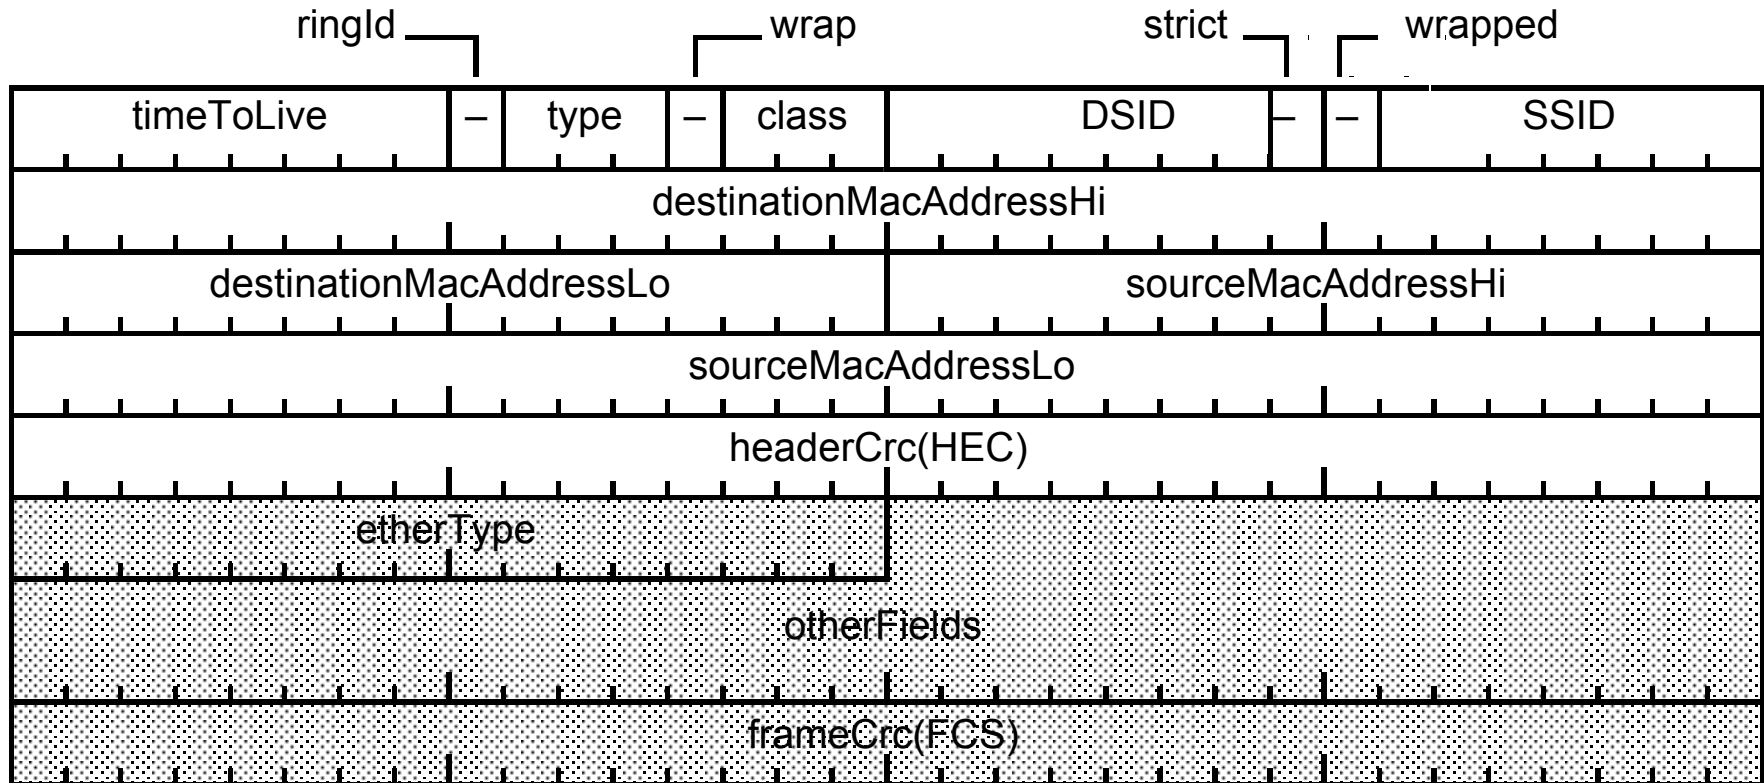 ringId wrap strict wrapped
timeToLive – type – class DSID – – SSID
destinationMacAddressHi
destinationMacAddressLo sourceMacAddressHi
sourceMacAddressLo
headerCrc(HEC)
etherType
otherFields
frameCrc(FCS)